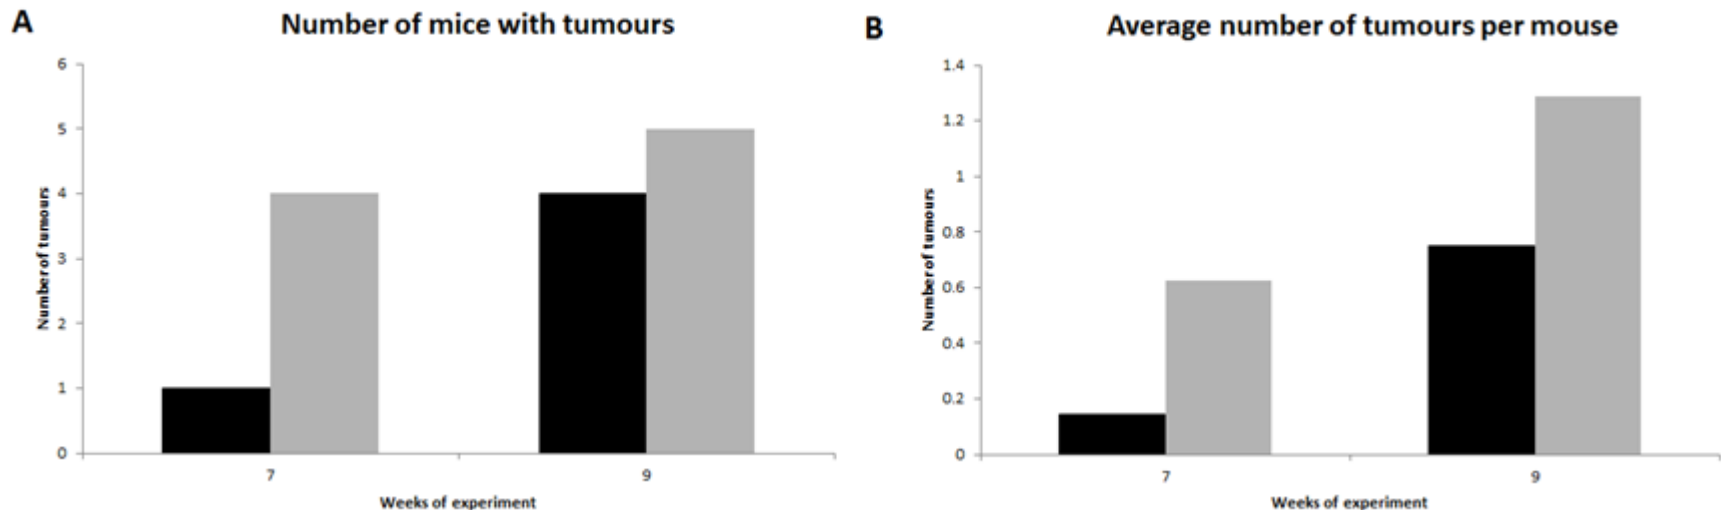 A
Number of mice with tumours
6
5
4
3
2
1
0
Number of tumours
7
9
Weeks of experiment
B
Average number of tumours per mouse
1.4
1.2
1
0.8
0.6
0.4
0.2
0
Number of tumours
7
9
Weeks of experiment